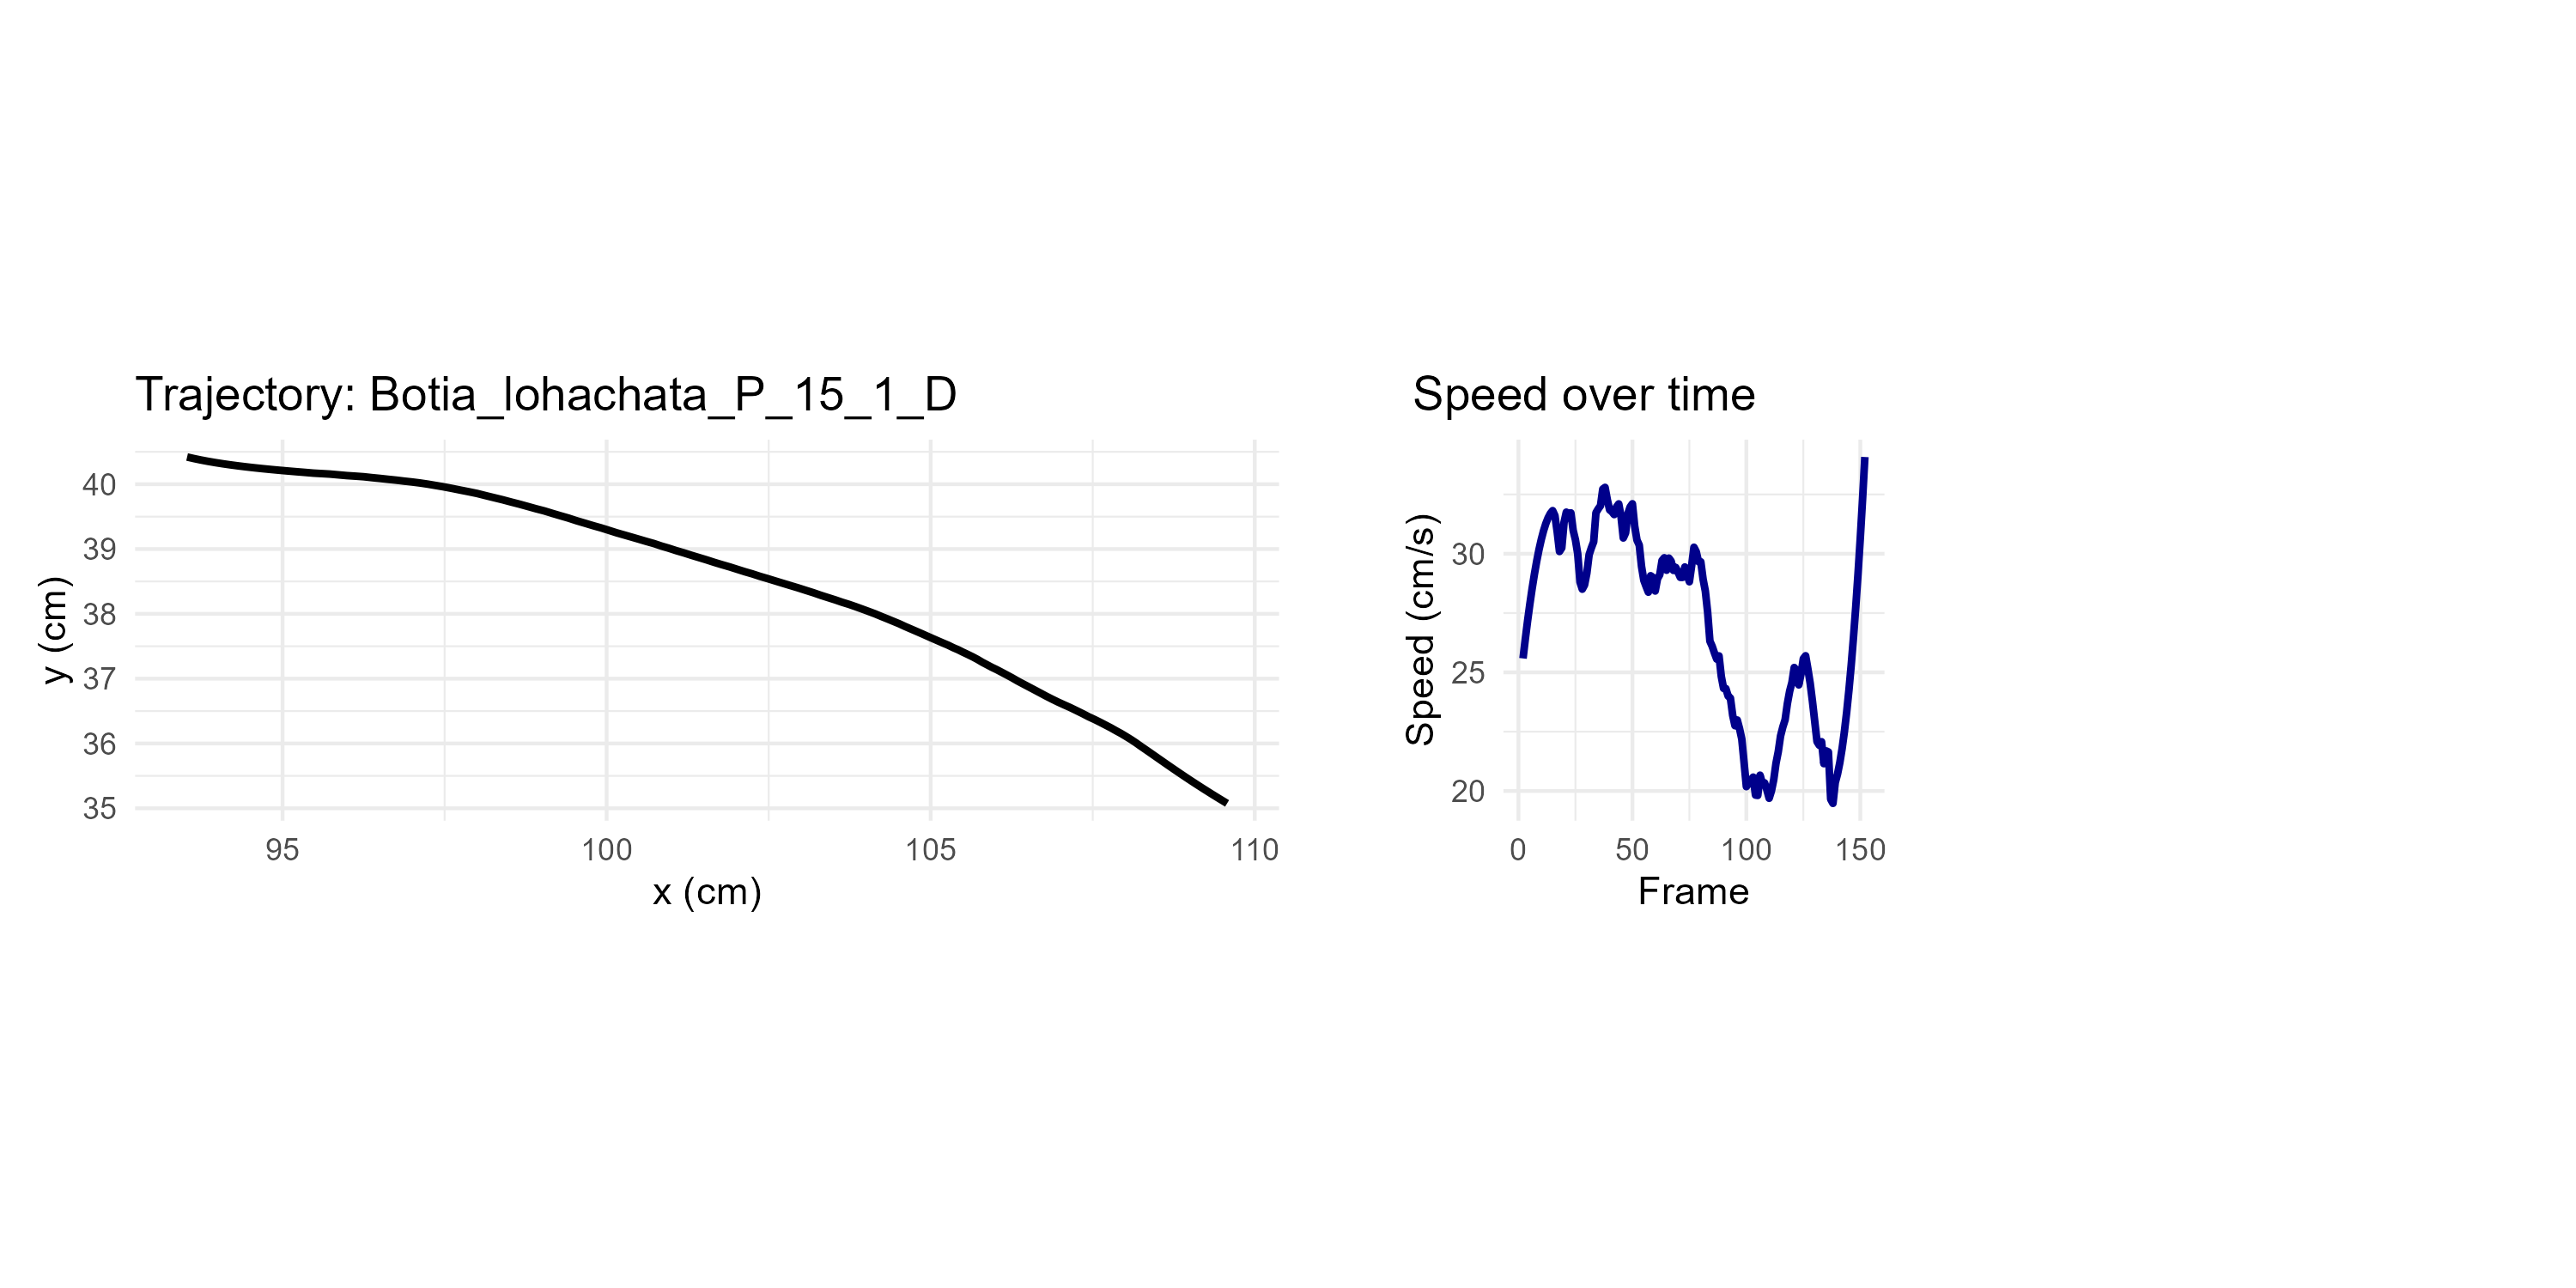 Trajectory: Botia_lohachata_P_15_1_D
y (cm)
40
39
38
37
36
35
95 100 105 110
x (cm)
Speed over time
Speed (cm/s)
30
25
20
0 50 100 150
Frame